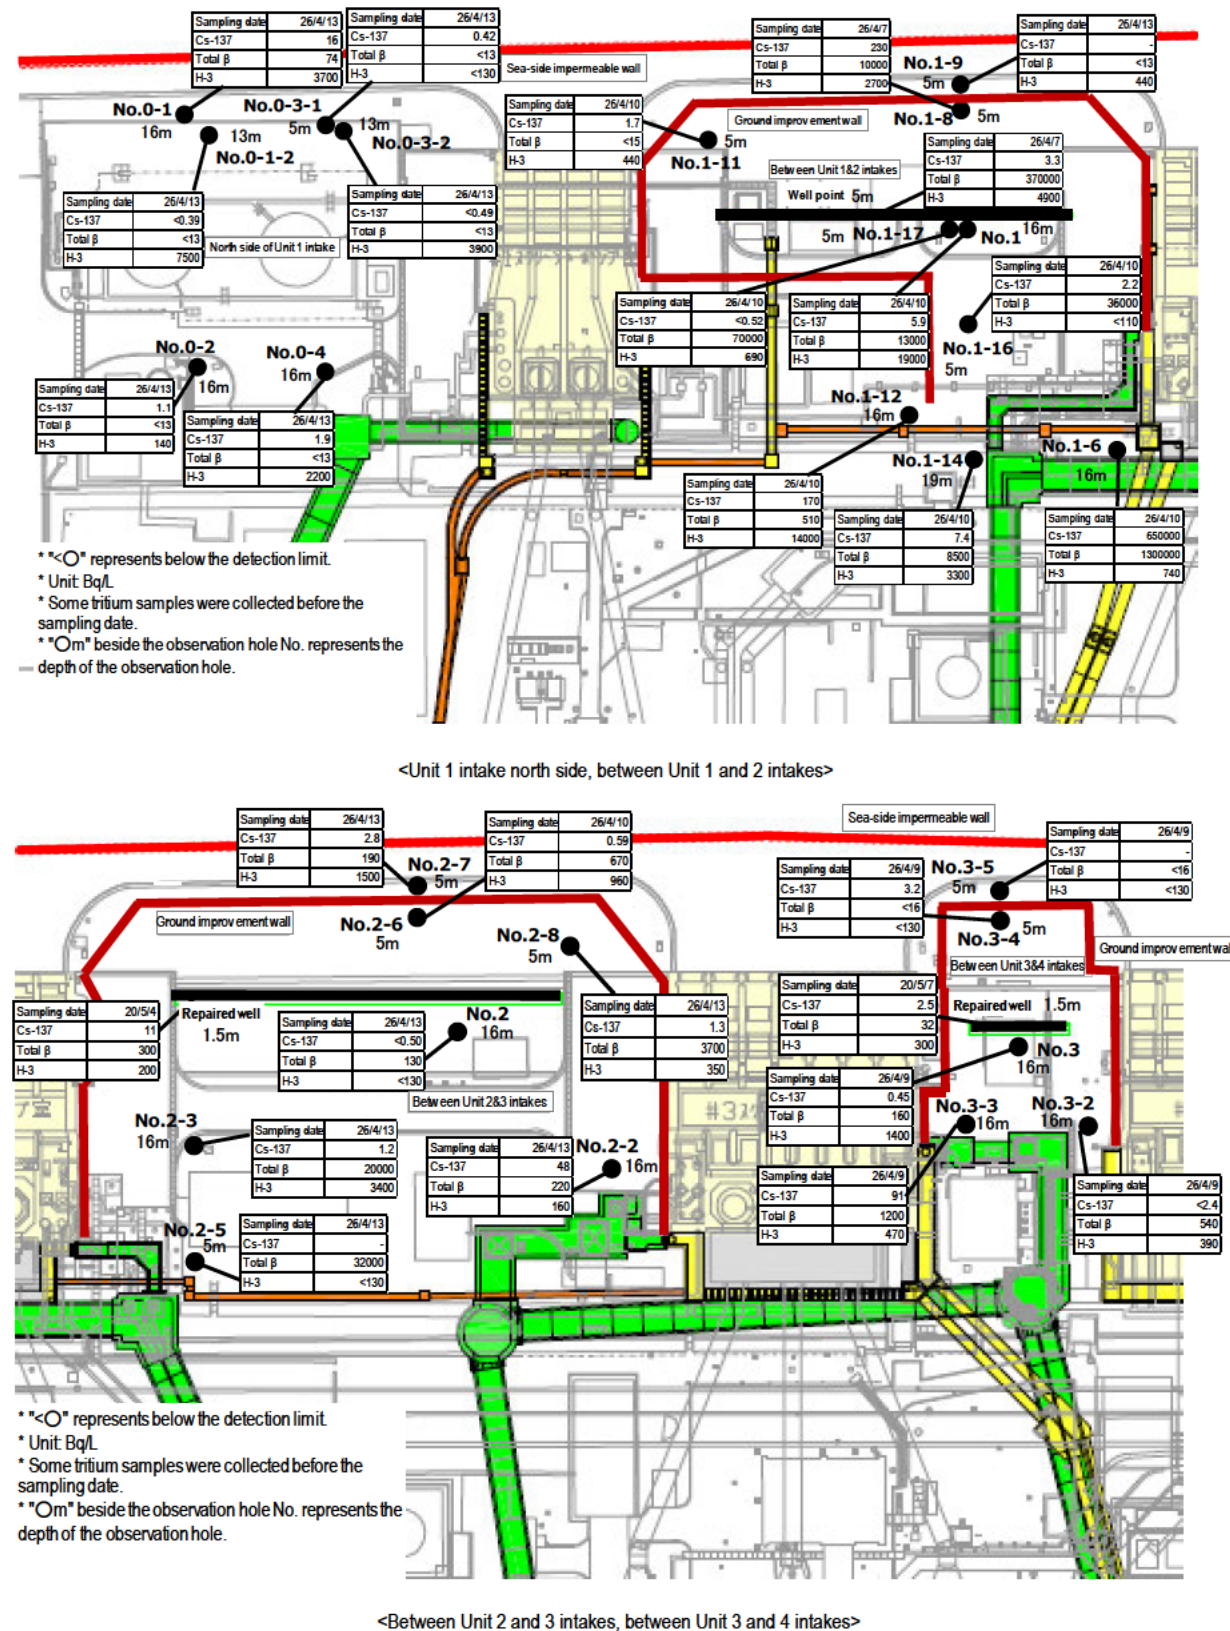 Sampling date 26/4/13
Cs-137 16
Total β 74
H-3 3700
Sampling date 26/4/13
Cs-137 0.42
Total β <13
H-3 <130
Sea-side impermeable wall
Sampling date 26/4/7
Cs-137 230
Total β 10000
H-3 2700
Sampling date 26/4/13
Cs-137 -
Total β <13
H-3 440
No.0-1
16m
No.0-3-1
5m
13m
No.0-3-2
13m
No.0-1-2
No.1-9
5m
No.1-8
5m
Sampling date 26/4/10
Cs-137 1.7
Total β <15
H-3 440
5m
No.1-11
Ground improvement wall
Between Unit 1&2 intakes
Well point 5m
Sampling date 26/4/7
Cs-137 3.3
Total β 370000
H-3 4900
Sampling date 26/4/13
Cs-137 <0.39
Total β <13
H-3 7500
North side of Unit 1 intake
Sampling date 26/4/13
Cs-137 <0.49
Total β <13
H-3 3900
5m No.1-17
No.1
16m
Sampling date 26/4/10
Cs-137 2.2
Total β 36000
H-3 <110
Sampling date 26/4/10
Cs-137 <0.52
Total β 70000
H-3 690
Sampling date 26/4/10
Cs-137 5.9
Total β 13000
H-3 19000
No.1-16
5m
No.0-2
16m
No.0-4
16m
Sampling date 26/4/13
Cs-137 1.1
Total β <13
H-3 140
Sampling date 26/4/13
Cs-137 1.9
Total β <13
H-3 2200
No.1-12
16m
No.1-14
19m
No.1-6
16m
Sampling date 26/4/10
Cs-137 170
Total β 510
H-3 14000
Sampling date 26/4/10
Cs-137 7.4
Total β 8500
H-3 3300
Sampling date 26/4/10
Cs-137 650000
Total β 1300000
H-3 740
* "<O" represents below the detection limit.
* Unit: Bq/L
* Some tritium samples were collected before the
sampling date.
* "Om" beside the observation hole No. represents the
depth of the observation hole.
<Unit 1 intake north side, between Unit 1 and 2 intakes>
Sampling date 26/4/13
Cs-137 2.8
Total β 190
H-3 1500
Sampling date 26/4/10
Cs-137 0.59
Total β 670
H-3 960
Sea-side impermeable wall
Sampling date 26/4/9
Cs-137 -
Total β <16
H-3 <130
No.2-7
5m
Sampling date 26/4/9
Cs-137 3.2
Total β <16
H-3 <130
No.3-5
5m
Ground improvement wall
No.2-6
5m
No.2-8
5m
No.3-4
5m
Ground improvement wal
Between Unit 3&4 intakes
Sampling date 20/5/4
Cs-137 11
Total β 300
H-3 200
Repaired well
1.5m
Sampling date 26/4/13
Cs-137 <0.50
Total β 130
H-3 <130
No.2
16m
Sampling date 26/4/13
Cs-137 1.3
Total β 3700
H-3 350
Sampling date 20/5/7
Cs-137 2.5
Total β 32
H-3 300
Repaired well 1.5m
No.3
16m
Between Unit 2&3 intakes
Sampling date 26/4/9
Cs-137 0.45
Total β 160
H-3 1400
No.3-3
16m
No.3-2
16m
No.2-3
16m
Sampling date 26/4/13
Cs-137 1.2
Total β 20000
H-3 3400
Sampling date 26/4/13
Cs-137 48
Total β 220
H-3 160
No.2-2
16m
Sampling date 26/4/9
Cs-137 91
Total β 1200
H-3 470
Sampling date 26/4/9
Cs-137 <2.4
Total β 540
H-3 390
No.2-5
5m
Sampling date 26/4/13
Cs-137 -
Total β 32000
H-3 <130
* "<O" represents below the detection limit.
* Unit: Bq/L
* Some tritium samples were collected before the
sampling date.
* "Om" beside the observation hole No. represents the
depth of the observation hole.
<Between Unit 2 and 3 intakes, between Unit 3 and 4 intakes>